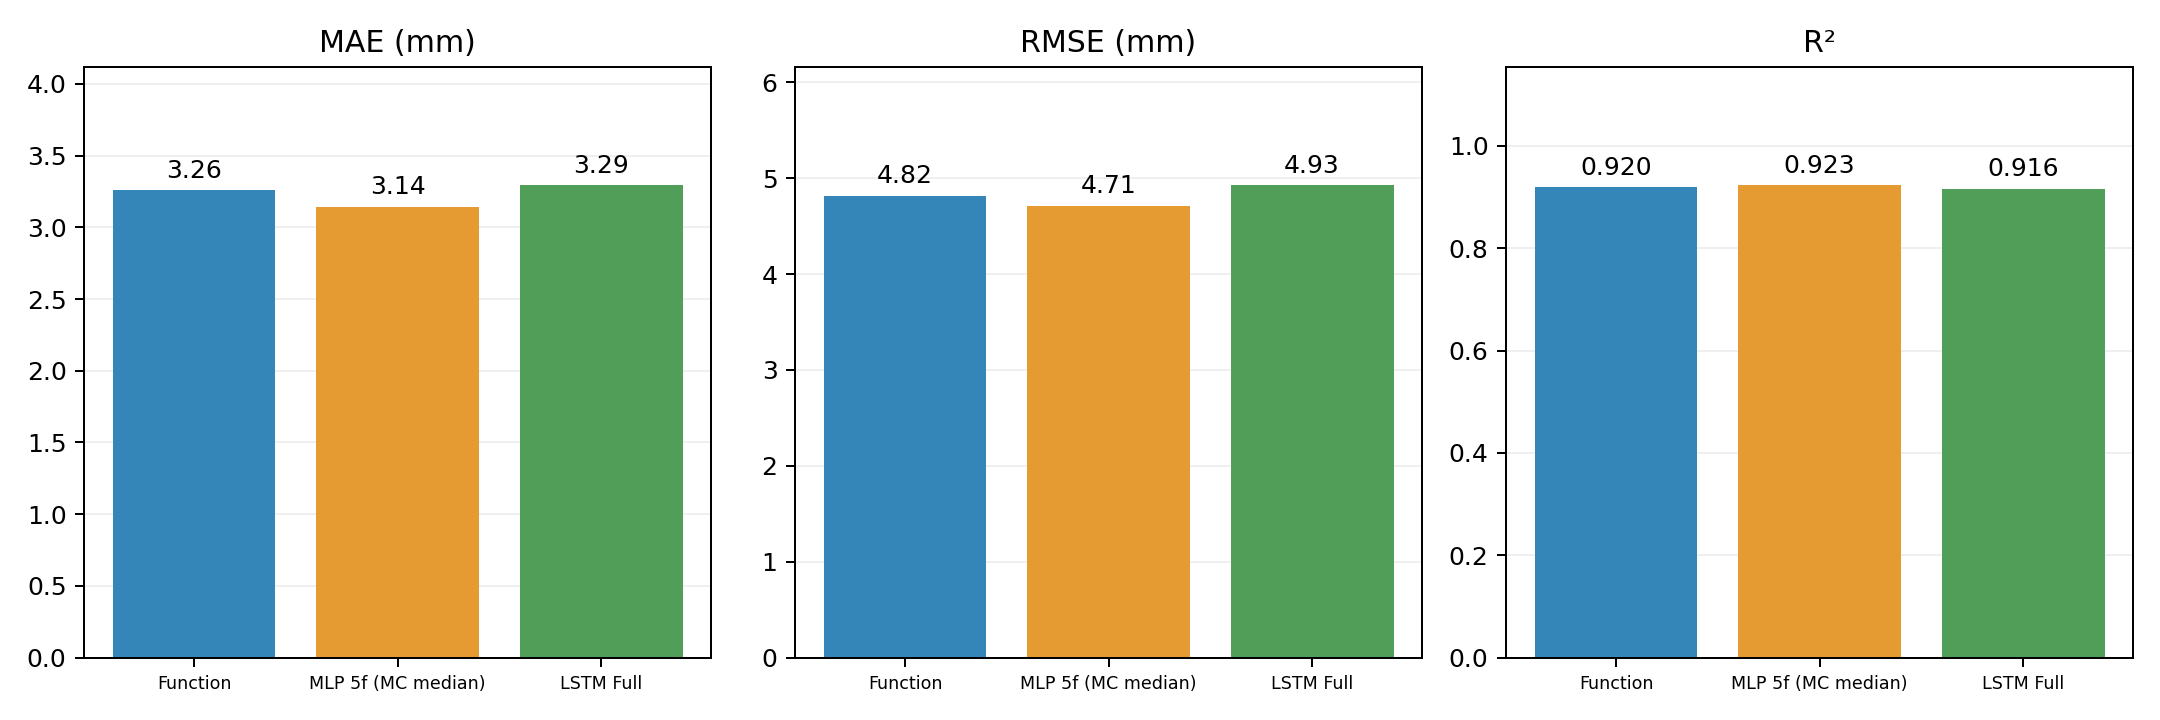 MAE (mm)
4.0
3.5
3.0
2.5
2.0
1.5
1.0
0.5
0.0
3.26
3.14
3.29
Function
MLP 5f (MC median)
LSTM Full
RMSE (mm)
6
5
4
3
2
1
0
4.82
4.71
4.93
Function
MLP 5f (MC median)
LSTM Full
R²
1.0
0.8
0.6
0.4
0.2
0.0
0.920
0.923
0.916
Function
MLP 5f (MC median)
LSTM Full